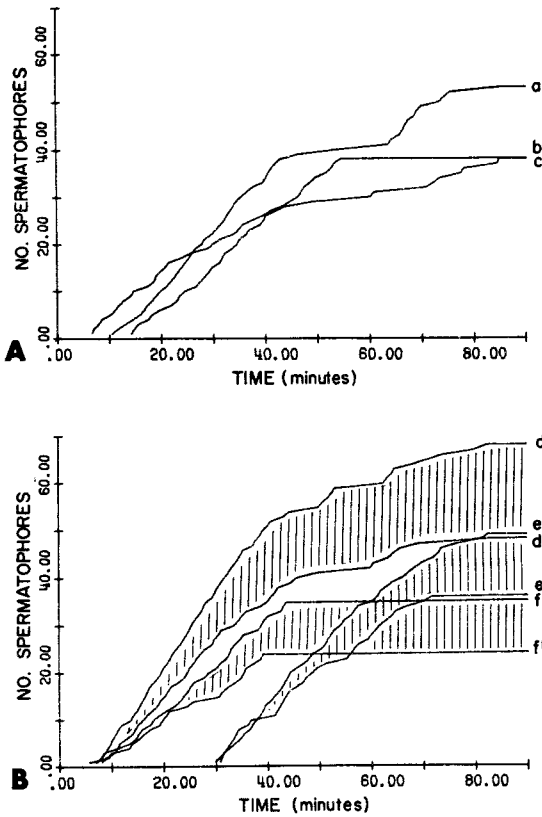 NO. SPERMATOPHORES
60.00
40.00
20.00
.00
a
b
c
A
.00 20.00 40.00 60.00 80.00
TIME (minutes)
NO. SPERMATOPHORES
60.00
40.00
20.00
.00
d
e
d
e
f
f'
B
.00 20.00 40.00 60.00 80.00
TIME (minutes)